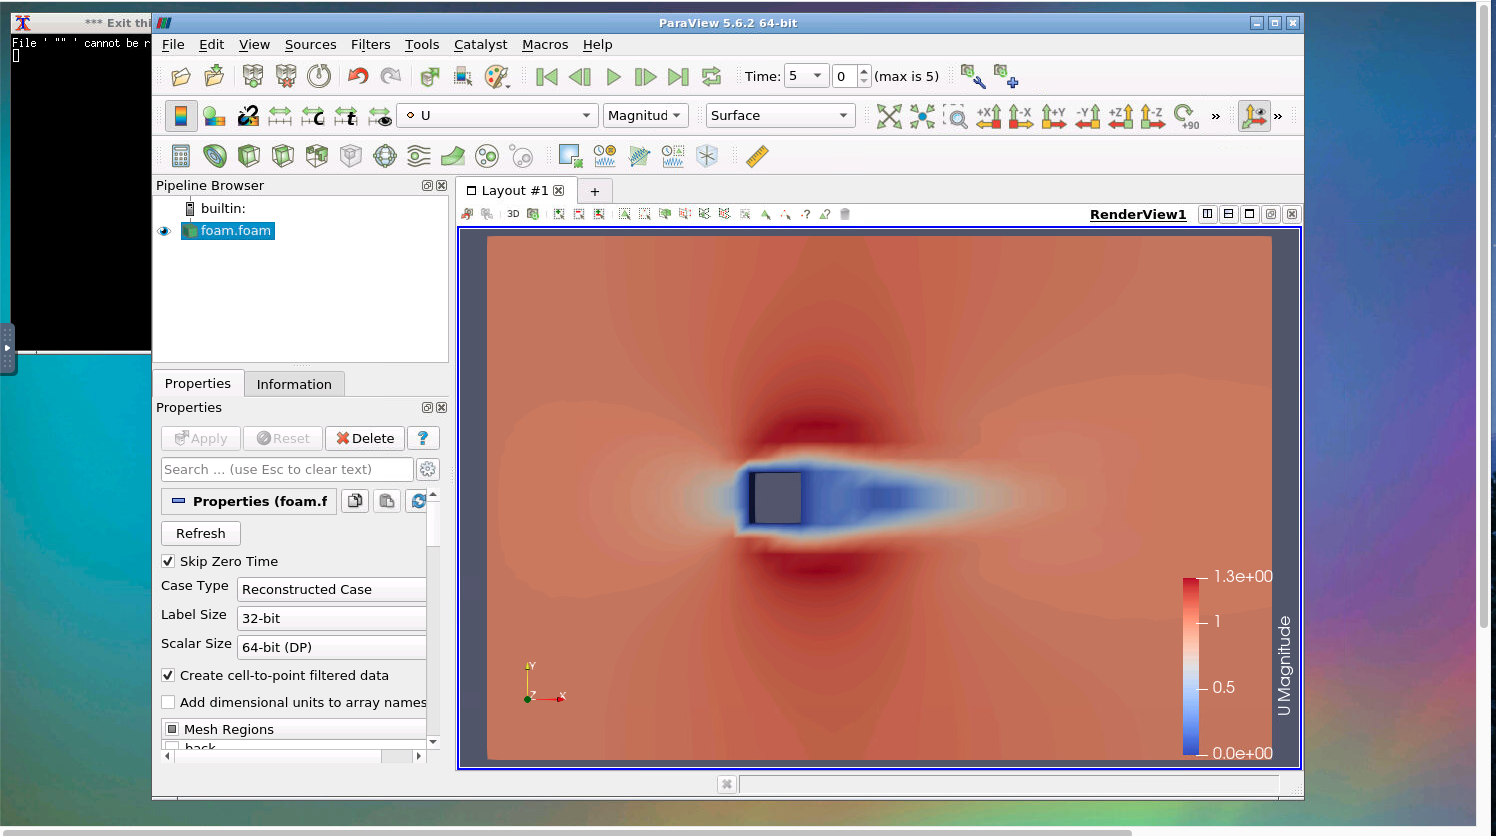 *** Exit thi
File ' "" ' cannot be r
ParaView 5.6.2 64-bit
File Edit View Sources Filters Tools Catalyst Macros Help
Time: 5 0 (max is 5)
U Magnitud Surface +X -X +Y -Y +Z -Z +90 » »
Pipeline Browser
builtin:
foam.foam
Layout #1 +
3D RenderView1
Properties Information
Properties
Apply Reset Delete ?
Search ... (use Esc to clear text)
Properties (foam.f
Refresh
Skip Zero Time
Case Type Reconstructed Case
Label Size 32-bit
Scalar Size 64-bit (DP)
Create cell-to-point filtered data
Add dimensional units to array names
Mesh Regions
back
Y
Z X
1.3e+00
1
0.5
0.0e+00
U Magnitude